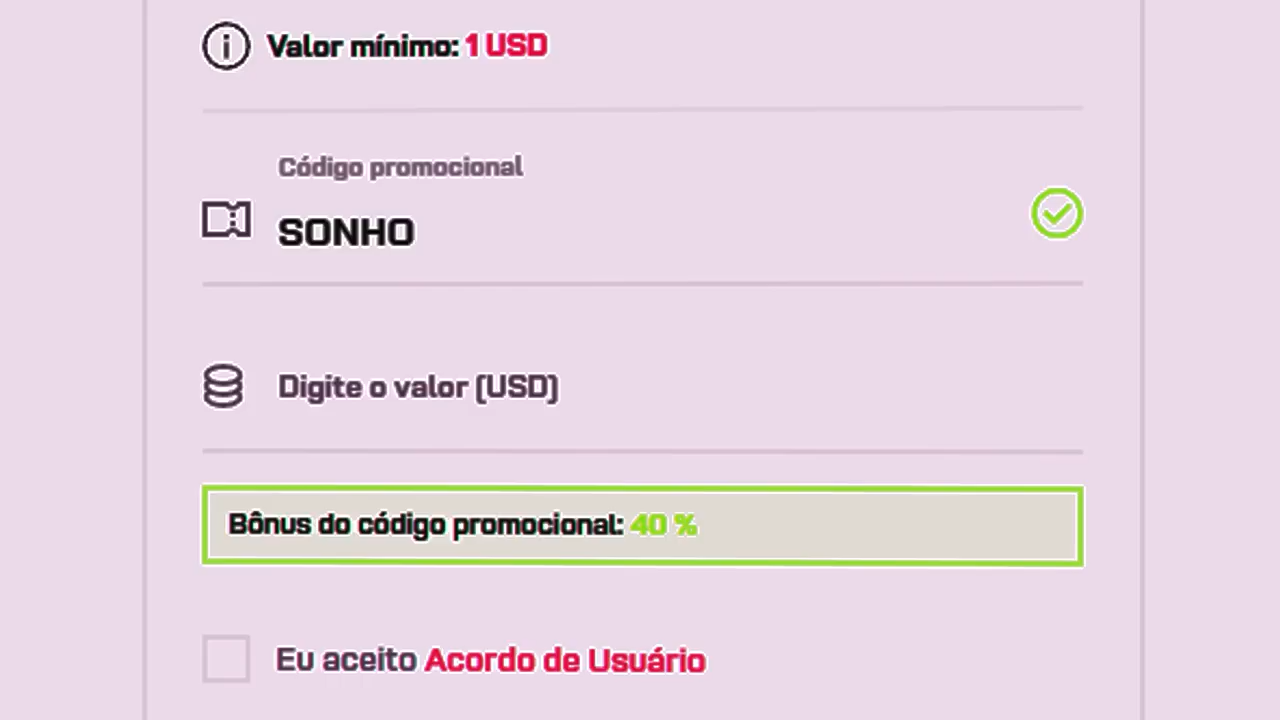 Valor mínimo: 1 USD
Código promocional
SONHO
Digite o valor (USD)
Bônus do código promocional: 40 %
Eu aceito Acordo de Usuário